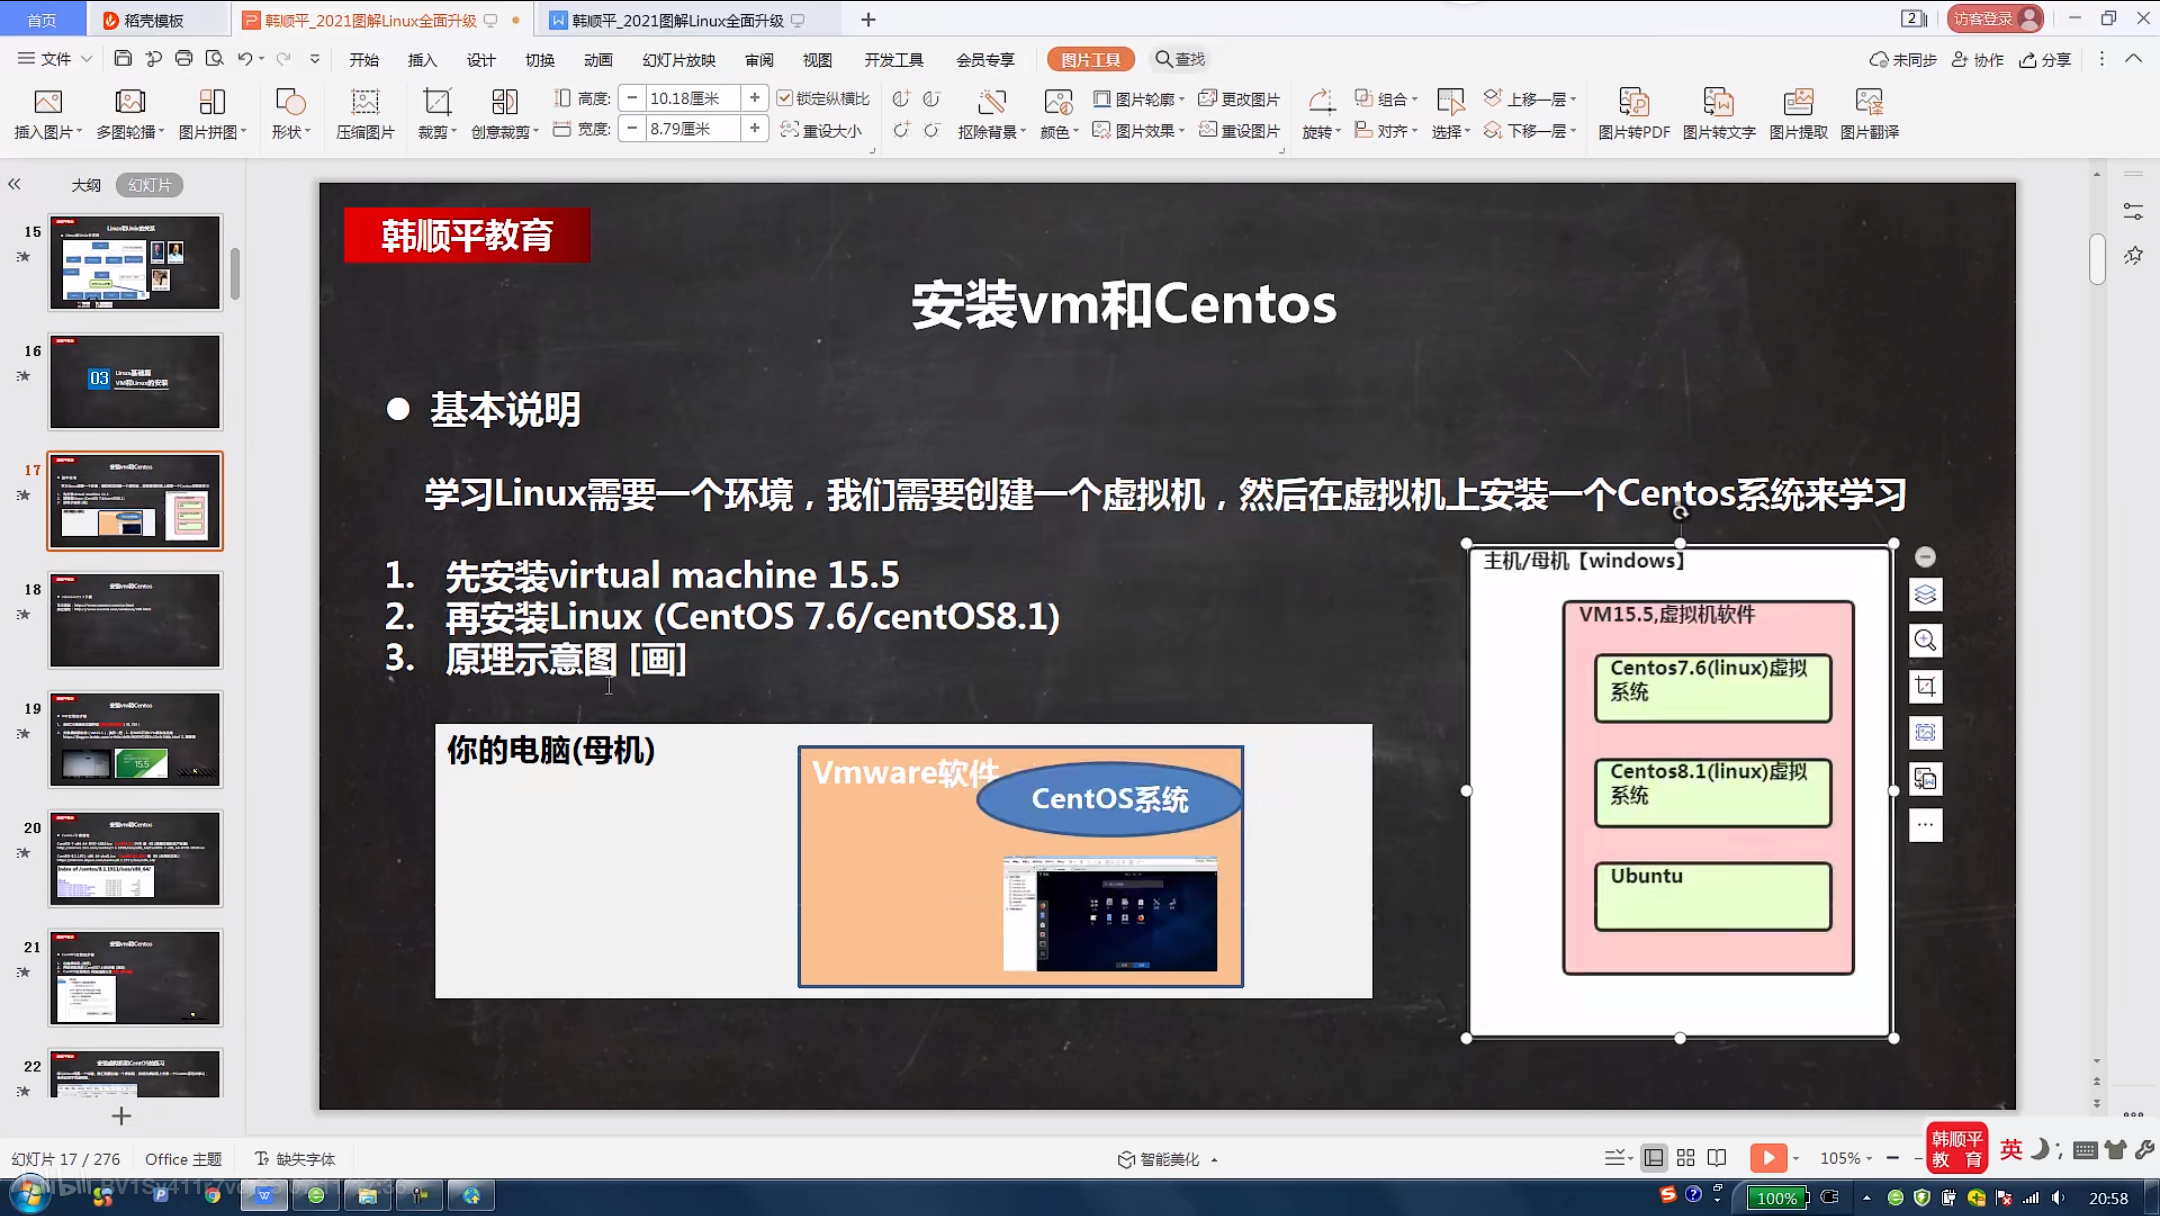 首页
稻壳模板
韩顺平_2021图解Linux全面升级
韩顺平_2021图解Linux全面升级
2
访客登录
文件
开始
插入
设计
切换
动画
幻灯片放映
审阅
视图
开发工具
会员专享
图片工具
查找
未同步
协作
分享
插入图片
多图轮播
图片拼图
形状
压缩图片
裁剪
创意裁剪
高度: 10.18厘米
宽度: 8.79厘米
锁定纵横比
重设大小
抠除背景
颜色
图片轮廓
图片效果
更改图片
重设图片
旋转
组合
对齐
选择
上移一层
下移一层
图片转PDF
图片转文字
图片提取
图片翻译
大纲
幻灯片
15
16
03
17
18
19
20
21
22
韩顺平教育
安装vm和Centos
基本说明
学习Linux需要一个环境，我们需要创建一个虚拟机，然后在虚拟机上安装一个Centos系统来学习
1. 先安装virtual machine 15.5
2. 再安装Linux (CentOS 7.6/centOS8.1)
3. 原理示意图 [画]
你的电脑(母机)
Vmware软件
CentOS系统
主机/母机【windows】
VM15.5,虚拟机软件
Centos7.6(linux)虚拟
系统
Centos8.1(linux)虚拟
系统
Ubuntu
幻灯片 17 / 276
Office 主题
缺失字体
智能美化
105%
韩顺平
教 育
英
100%
20:58